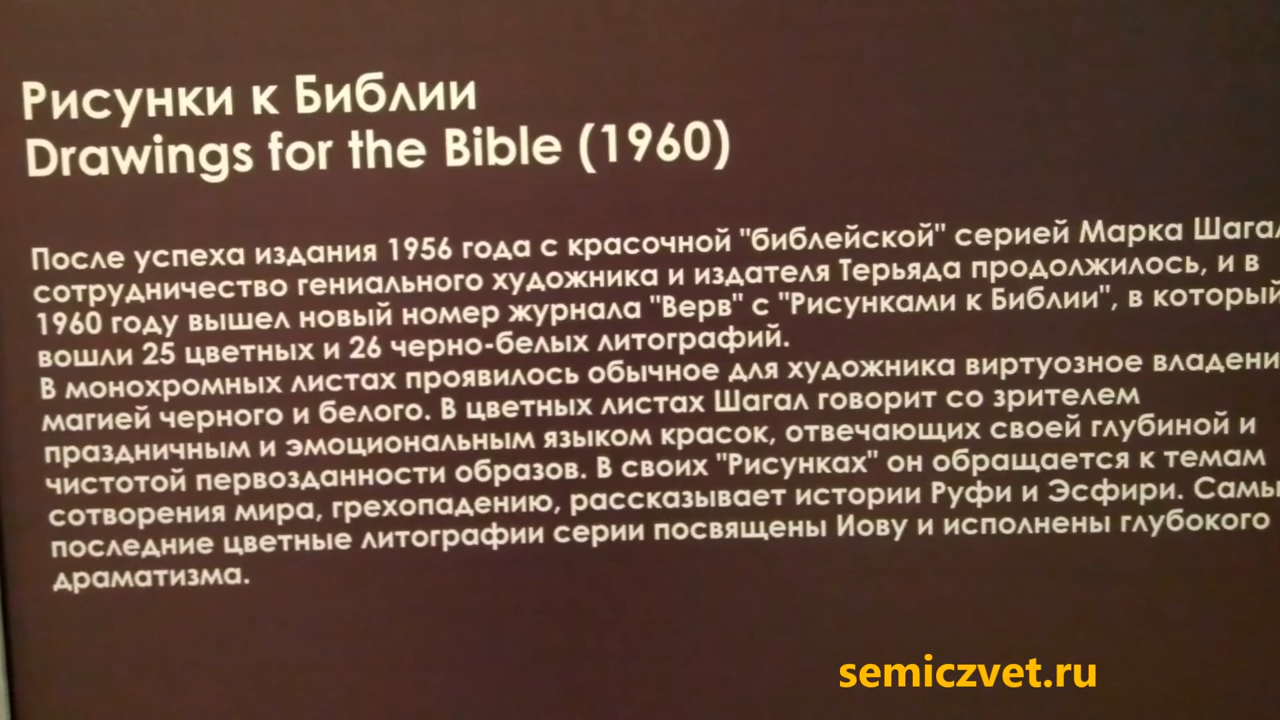 Рисунки к Библии
Drawings for the Bible (1960)
После успеха издания 1956 года с красочной "библейской" серией Марка Шагал
сотрудничество гениального художника и издателя Терьяда продолжилось, и в
1960 году вышел новый номер журнала "Верв" с "Рисунками к Библии", в который
вошли 25 цветных и 26 черно-белых литографий.
В монохромных листах проявилось обычное для художника виртуозное владени
магией черного и белого. В цветных листах Шагал говорит со зрителем
праздничным и эмоциональным языком красок, отвечающих своей глубиной и
чистотой первозданности образов. В своих "Рисунках" он обращается к темам
сотворения мира, грехопадению, рассказывает истории Руфи и Эсфири. Самы
последние цветные литографии серии посвящены Иову и исполнены глубокого
драматизма.
semiczvet.ru